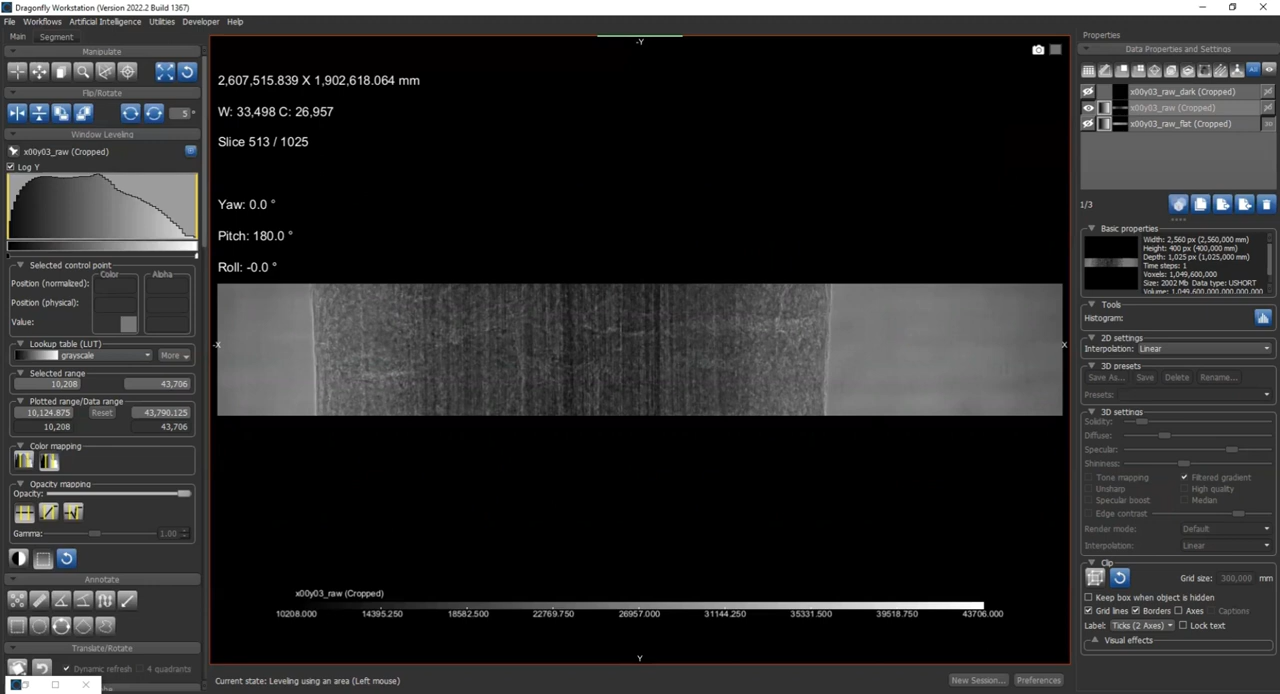 Dragonfly Workstation (Version 2022.2 Build 1367)
File Workflows Artificial Intelligence Utilities Developer Help
Main Segment
Manipulate
Flip/Rotate
5 °
Window Leveling
x00y03_raw (Cropped)
Log Y
Selected control point
Color Alpha
Position (normalized):
Position (physical):
Value:
Lookup table (LUT)
grayscale More
Selected range
10,208 43,706
Plotted range/Data range
10,124.875 Reset 43,790.125
10,208 43,706
Color mapping
Opacity mapping
Opacity:
Gamma: 1.00
Annotate
Translate/Rotate
Dynamic refresh 4 quadrants
-Y
2,607,515.839 X 1,902,618.064 mm
W: 33,498 C: 26,957
Slice 513 / 1025
Yaw: 0.0 °
Pitch: 180.0 °
Roll: -0.0 °
-X X
x00y03_raw (Cropped)
10208.000 14395.250 18582.500 22769.750 26957.000 31144.250 35331.500 39518.750 43706.000
Y
Current state: Leveling using an area (Left mouse) New Session... Preferences
Properties
Data Properties and Settings
All
x00y03_raw_dark (Cropped)
x00y03_raw (Cropped)
x00y03_raw_flat (Cropped) 3D
1/3
Basic properties
Width: 2,560 px (2,560,000 mm)
Height: 400 px (400,000 mm)
Depth: 1,025 px (1,025,000 mm)
Time steps: 1
Voxels: 1,049,600,000
Size: 2002 Mb Data type: USHORT
Volume: 1,049,600,000,000,000,000
Tools
Histogram:
2D settings
Interpolation: Linear
3D presets
Save As... Save Delete Rename...
Presets:
3D settings
Solidity:
Diffuse:
Specular:
Shininess:
Tone mapping Filtered gradient
Unsharp High quality
Specular boost Median
Edge contrast
Render mode: Default
Interpolation: Linear
Clip
Grid size: 300,000 mm
Keep box when object is hidden
Grid lines Borders Axes Captions
Label: Ticks (2 Axes) Lock text
Visual effects